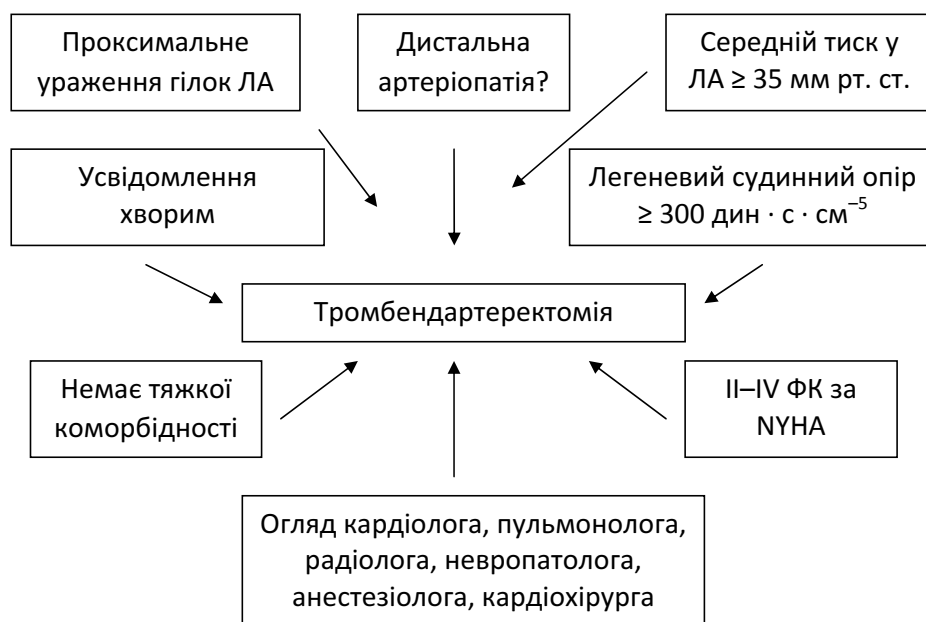 Проксимальне
ураження гілок ЛА
Дистальна
артеріопатія?
Середній тиск у
ЛА ≥ 35 мм рт. ст.
Усвідомлення
хворим
Легеневий судинний опір
≥ 300 дин · с · см⁻⁵
Тромбендартеректомія
Немає тяжкої
коморбідності
II–IV ФК за
NYHA
Огляд кардіолога, пульмонолога,
радіолога, невропатолога,
анестезіолога, кардіохірурга